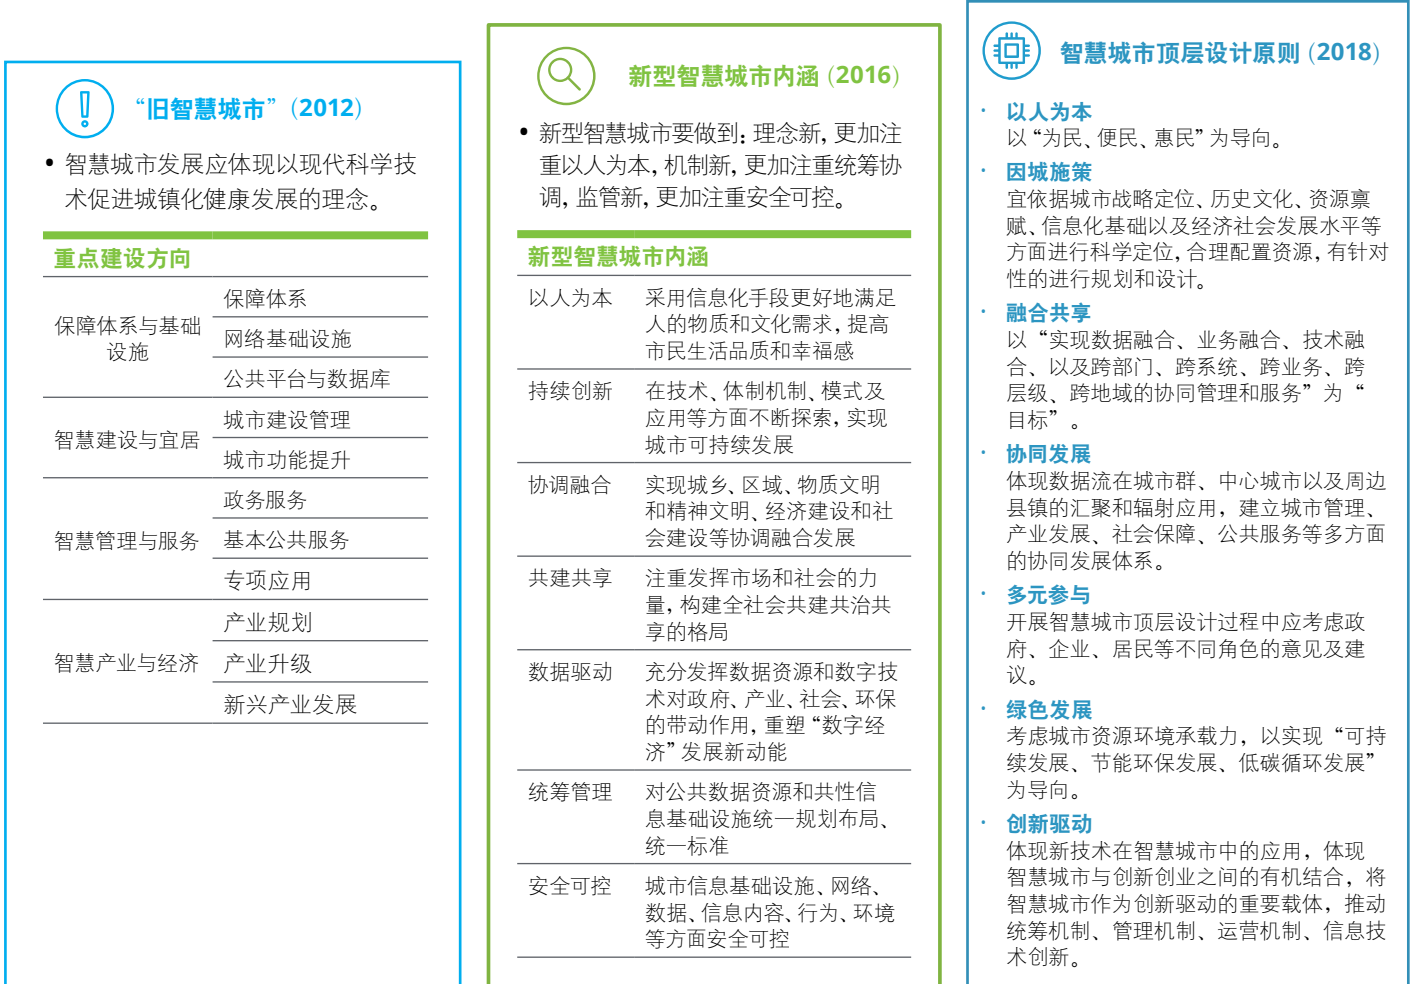 “旧智慧城市”(2012)
• 智慧城市发展应体现以现代科学技
术促进城镇化健康发展的理念。
重点建设方向
保障体系与基础
设施
保障体系
网络基础设施
公共平台与数据库
智慧建设与宜居
城市建设管理
城市功能提升
智慧管理与服务
政务服务
基本公共服务
专项应用
智慧产业与经济
产业规划
产业升级
新兴产业发展
新型智慧城市内涵(2016)
• 新型智慧城市要做到：理念新，更加注
重以人为本，机制新，更加注重统筹协
调，监管新，更加注重安全可控。
新型智慧城市内涵
以人为本
采用信息化手段更好地满足
人的物质和文化需求，提高
市民生活品质和幸福感
持续创新
在技术、体制机制、模式及
应用等方面不断探索，实现
城市可持续发展
协调融合
实现城乡、区域、物质文明
和精神文明、经济建设和社
会建设等协调融合发展
共建共享
注重发挥市场和社会的力
量，构建全社会共建共治共
享的格局
数据驱动
充分发挥数据资源和数字技
术对政府、产业、社会、环保
的带动作用，重塑“数字经
济”发展新动能
统筹管理
对公共数据资源和共性信
息基础设施统一规划布局、
统一标准
安全可控
城市信息基础设施、网络、
数据、信息内容、行为、环境
等方面安全可控
智慧城市顶层设计原则(2018)
· 以人为本
以“为民、便民、惠民”为导向。
· 因城施策
宜依据城市战略定位、历史文化、资源禀
赋、信息化基础以及经济社会发展水平等
方面进行科学定位，合理配置资源，有针对
性的进行规划和设计。
· 融合共享
以“实现数据融合、业务融合、技术融
合、以及跨部门、跨系统、跨业务、跨
层级、跨地域的协同管理和服务”为“
目标”。
· 协同发展
体现数据流在城市群、中心城市以及周边
县镇的汇聚和辐射应用，建立城市管理、
产业发展、社会保障、公共服务等多方面
的协同发展体系。
· 多元参与
开展智慧城市顶层设计过程中应考虑政
府、企业、居民等不同角色的意见及建
议。
· 绿色发展
考虑城市资源环境承载力，以实现“可持
续发展、节能环保发展、低碳循环发展”
为导向。
· 创新驱动
体现新技术在智慧城市中的应用，体现
智慧城市与创新创业之间的有机结合，将
智慧城市作为创新驱动的重要载体，推动
统筹机制、管理机制、运营机制、信息技
术创新。